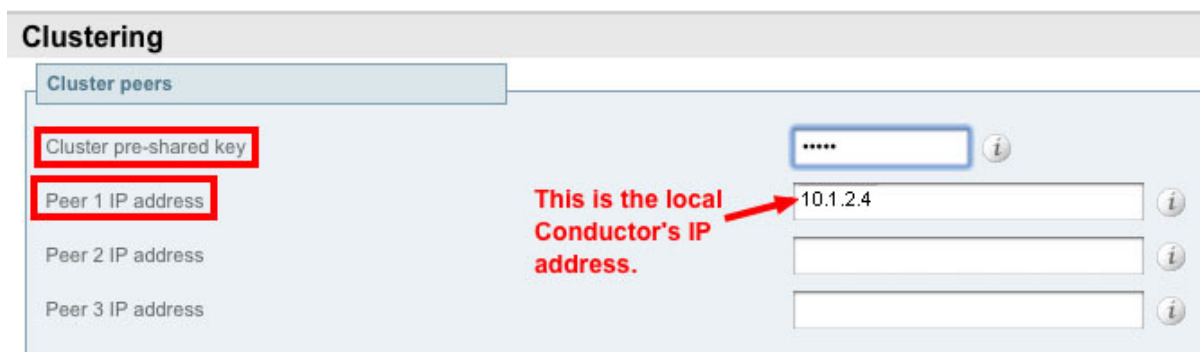 Clustering
Cluster peers
Cluster pre-shared key
•••••
Peer 1 IP address
This is the local
Conductor's IP
address.
10.1.2.4
Peer 2 IP address
Peer 3 IP address